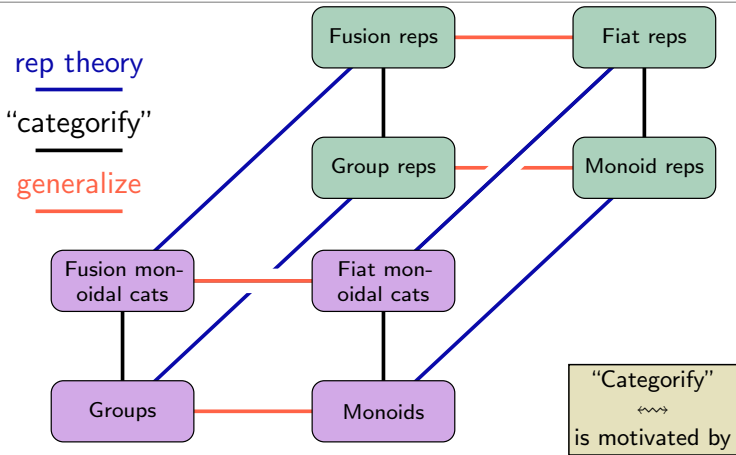 Fusion reps
Fiat reps
rep theory
“categorify”
generalize
Group reps
Monoid reps
Fusion mon-
oidal cats
Fiat mon-
oidal cats
Groups
Monoids
“Categorify”
↭
is motivated by